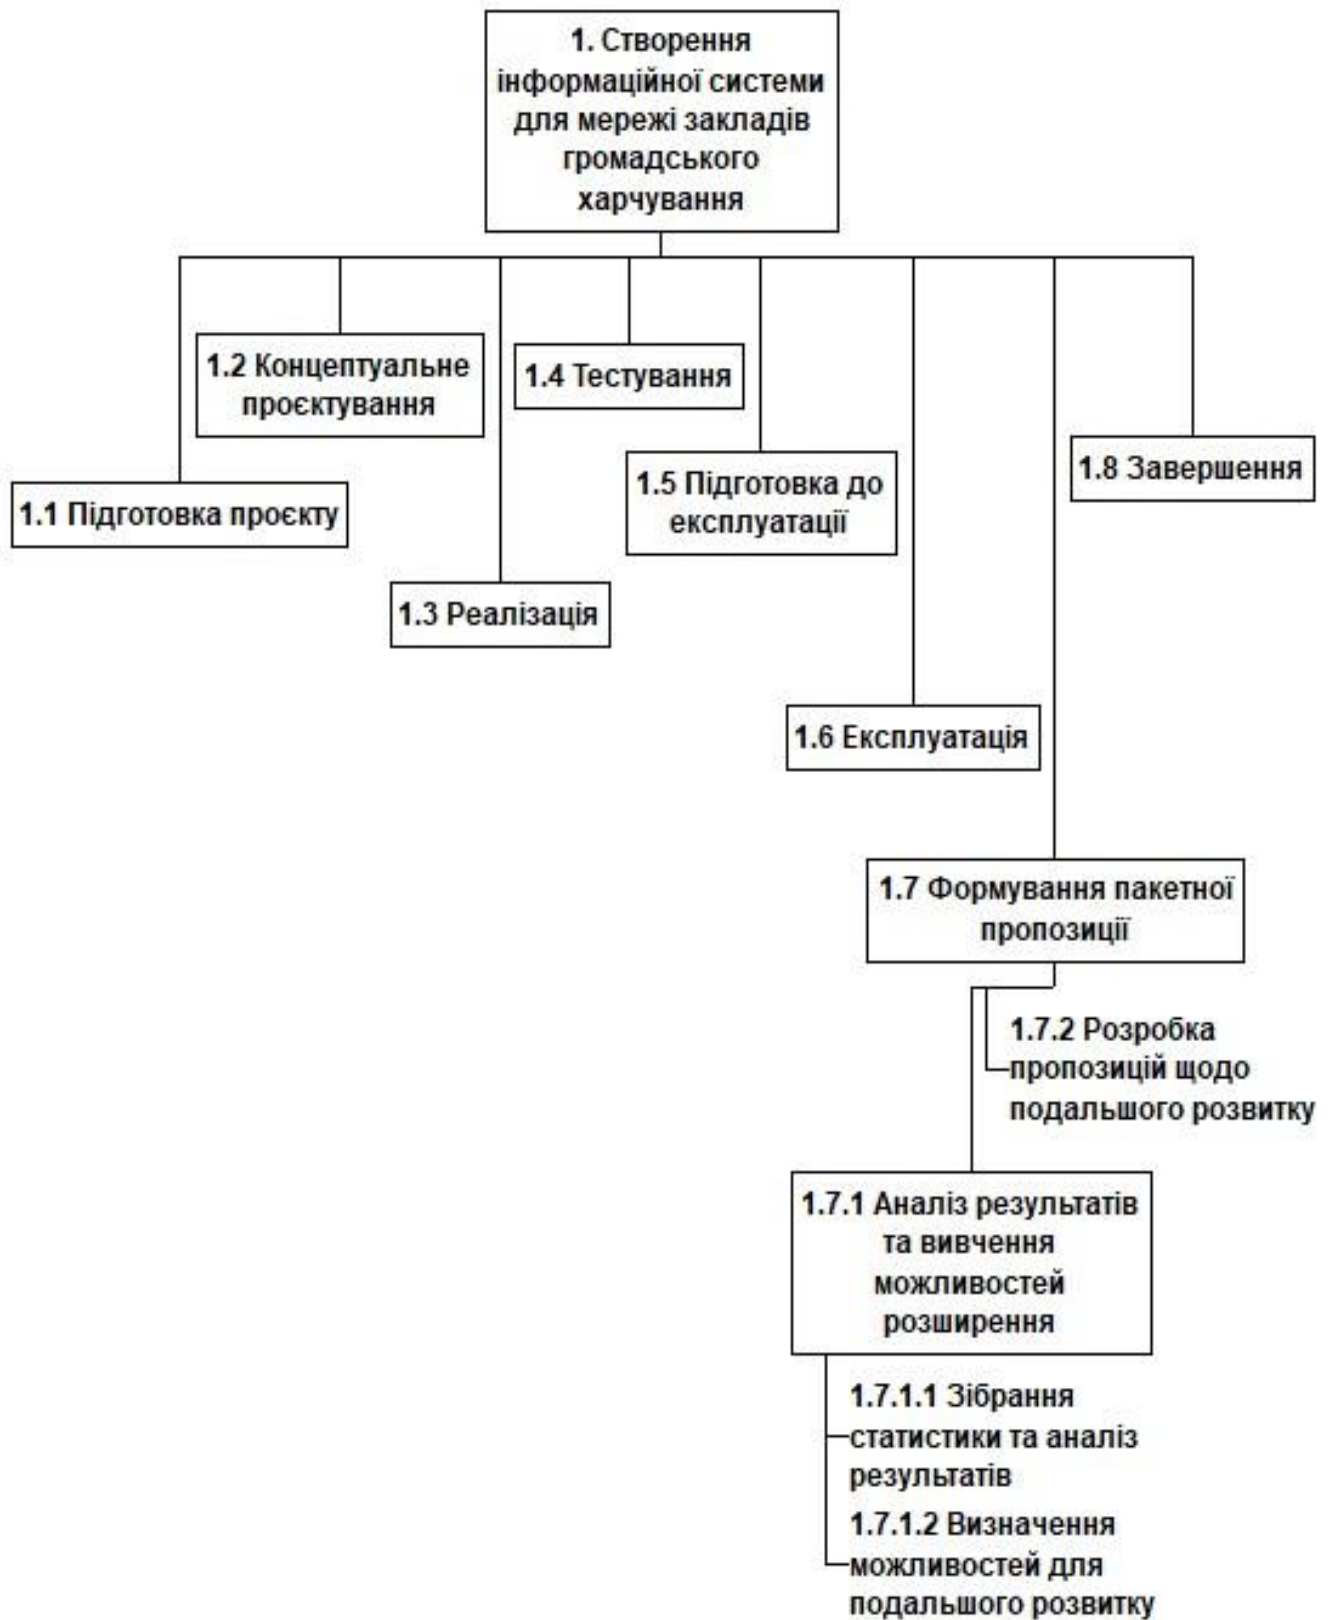 1. Створення
інформаційної системи
для мережі закладів
громадського
харчування
1.2 Концептуальне
проєктування
1.4 Тестування
1.8 Завершення
1.5 Підготовка до
експлуатації
1.1 Підготовка проєкту
1.3 Реалізація
1.6 Експлуатація
1.7 Формування пакетної
пропозиції
1.7.2 Розробка
пропозицій щодо
подальшого розвитку
1.7.1 Аналіз результатів
та вивчення
можливостей
розширення
1.7.1.1 Зібрання
статистики та аналіз
результатів
1.7.1.2 Визначення
можливостей для
подальшого розвитку